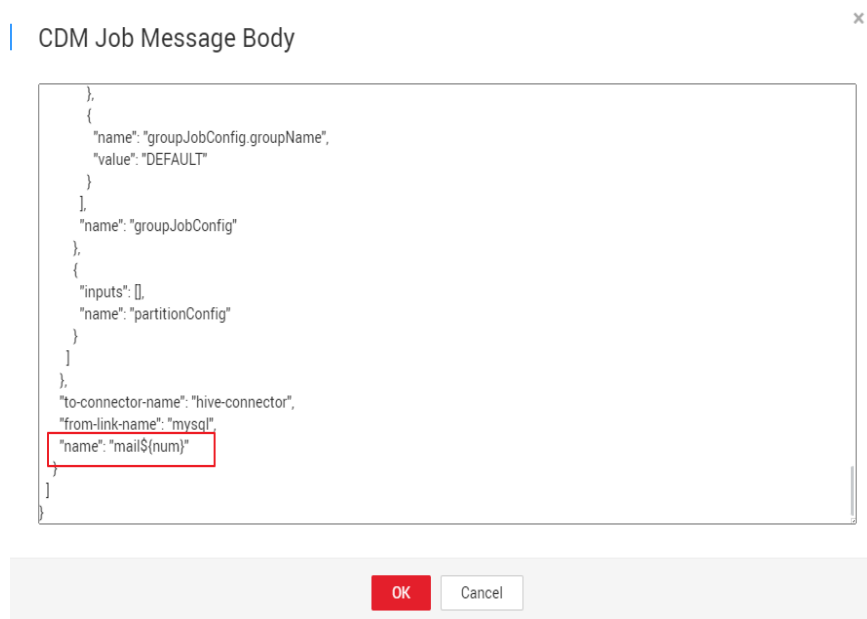 ×
CDM Job Message Body
},
{
"name": "groupJobConfig.groupName",
"value": "DEFAULT"
}
],
"name": "groupJobConfig"
},
{
"inputs": [],
"name": "partitionConfig"
}
]
},
"to-connector-name": "hive-connector",
"from-link-name": "mysql",
"name": "mail${num}"
}
]
}
OK Cancel